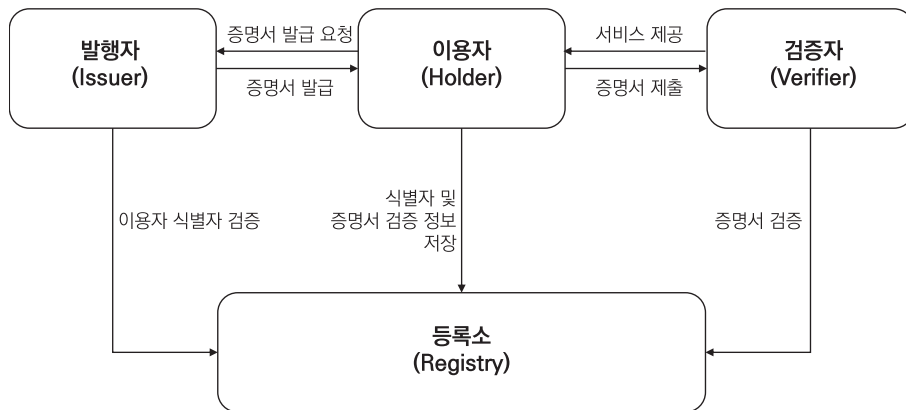 발행자
(Issuer)
증명서 발급 요청
증명서 발급
이용자
(Holder)
서비스 제공
증명서 제출
검증자
(Verifier)
이용자 식별자 검증
식별자 및
증명서 검증 정보
저장
증명서 검증
등록소
(Registry)